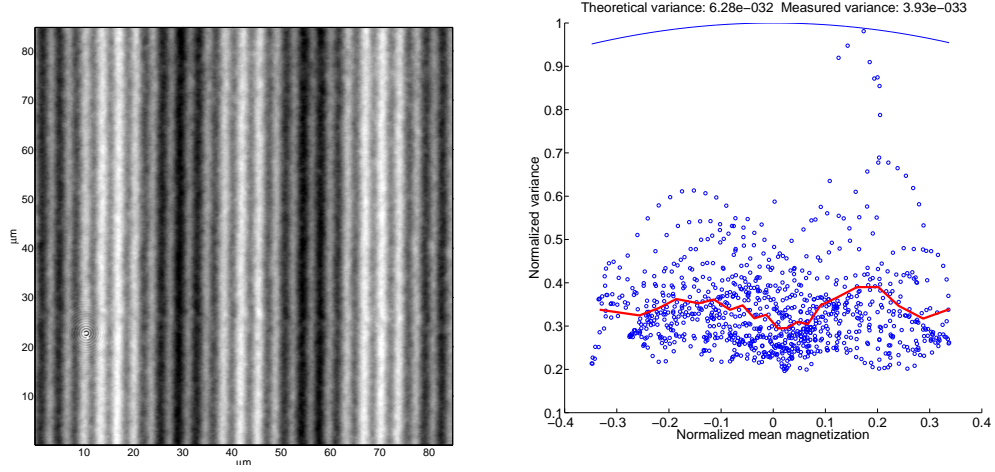 Theoretical variance: 6.28e−032 Measured variance: 3.93e−033
80
70
60
50
40
30
20
10
µm
10 20 30 40 50 60 70 80
µm
1
0.9
0.8
0.7
0.6
0.5
0.4
0.3
0.2
0.1
Normalized variance
−0.4 −0.3 −0.2 −0.1 0 0.1 0.2 0.3 0.4
Normalized mean magnetization